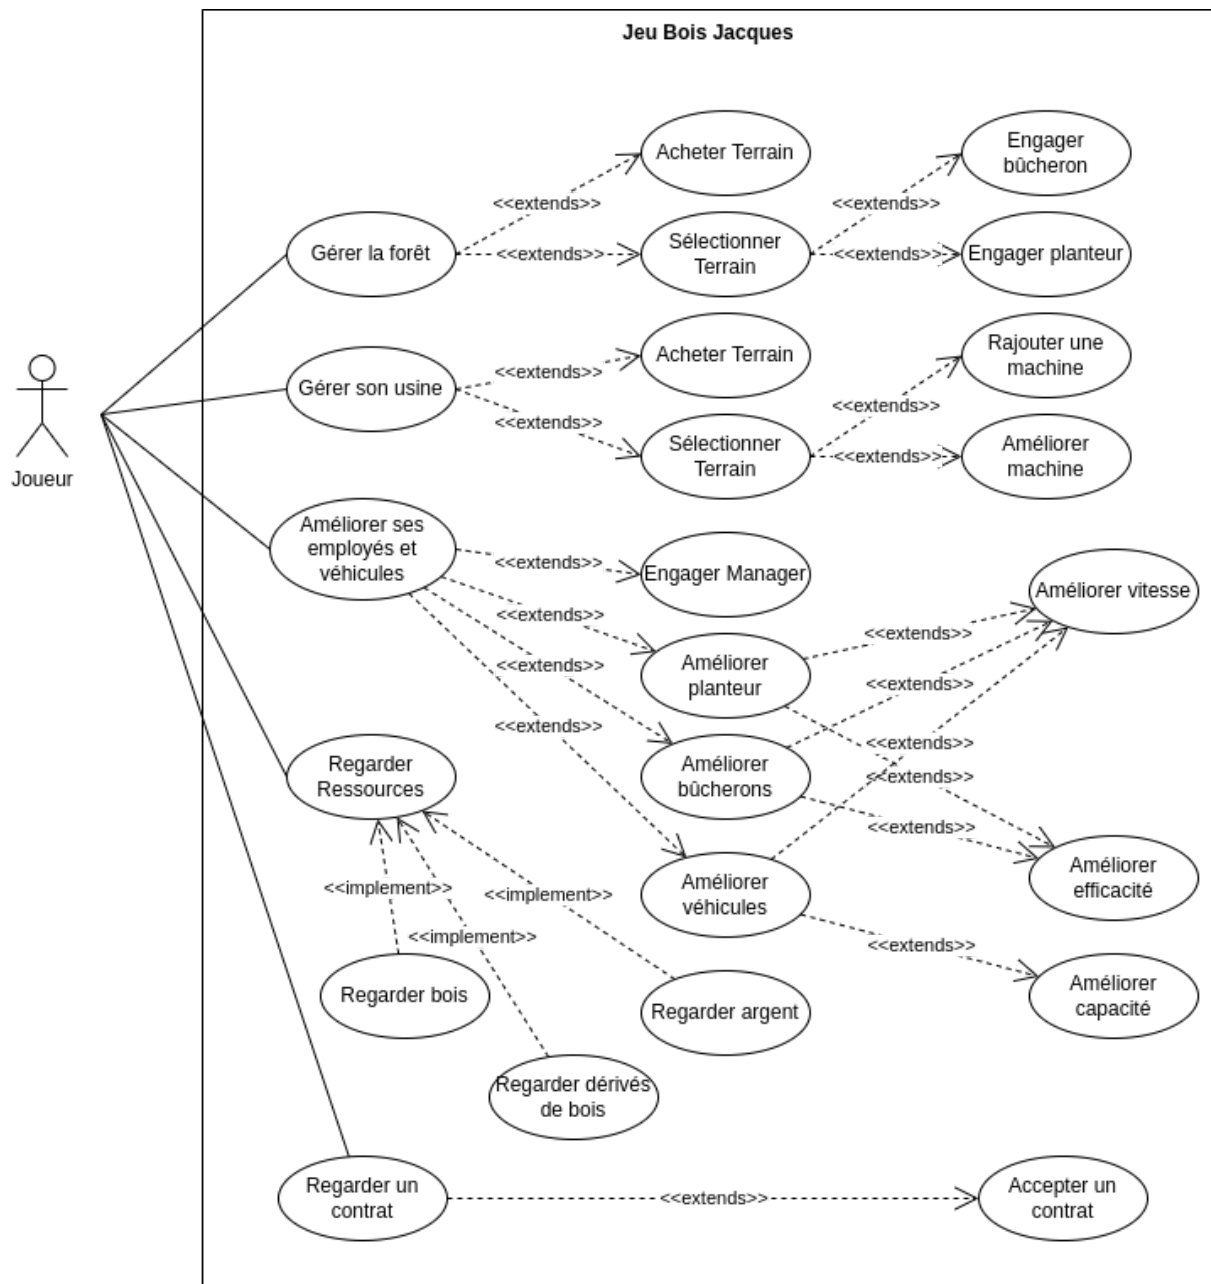 Jeu Bois Jacques
Acheter Terrain
Engager
bûcheron
<<extends>>
<<extends>>
Gérer la forêt
<<extends>>
Sélectionner
Terrain
<<extends>>
Engager planteur
Acheter Terrain
Rajouter une
machine
<<extends>>
Gérer son usine
<<extends>>
<<extends>>
Sélectionner
Terrain
<<extends>>
Améliorer
machine
Joueur
Améliorer ses
employés et
véhicules
<<extends>>
Engager Manager
Améliorer vitesse
<<extends>>
<<extends>>
Améliorer
planteur
<<extends>>
<<extends>>
<<extends>>
<<extends>>
Regarder
Ressources
Améliorer
bûcherons
<<extends>>
<<extends>>
Améliorer
véhicules
Améliorer
efficacité
<<implement>>
<<implement>>
<<implement>>
<<extends>>
Regarder bois
Regarder argent
Améliorer
capacité
Regarder dérivés
de bois
Regarder un
contrat
<<extends>>
Accepter un
contrat